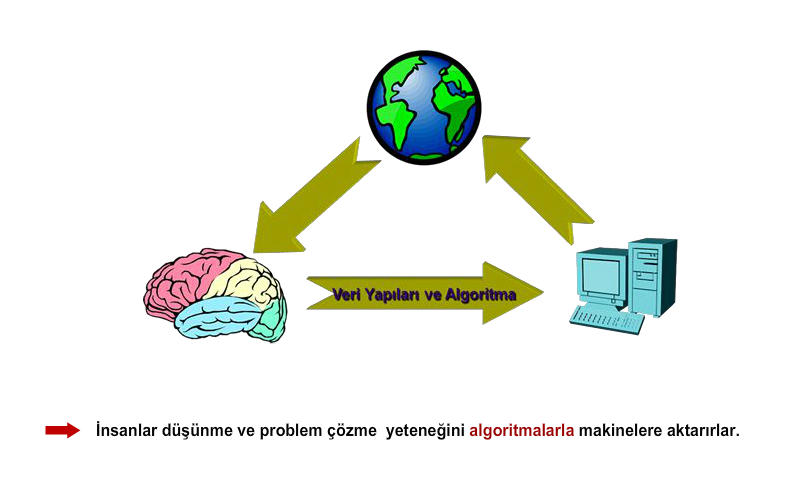 Veri Yapıları ve Algoritma
İnsanlar düşünme ve problem çözme yeteneğini algoritmalarla makinelere aktarırlar.